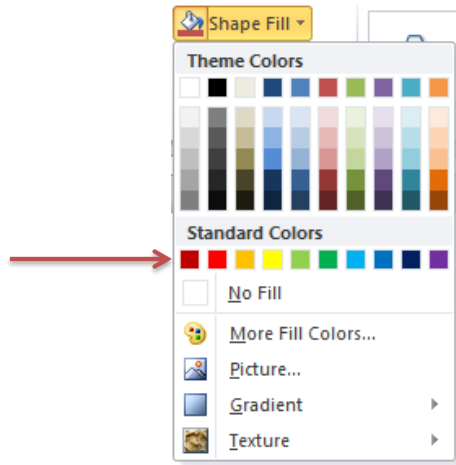 Shape Fill
Theme Colors
Standard Colors
No Fill
More Fill Colors...
Picture...
Gradient
Texture